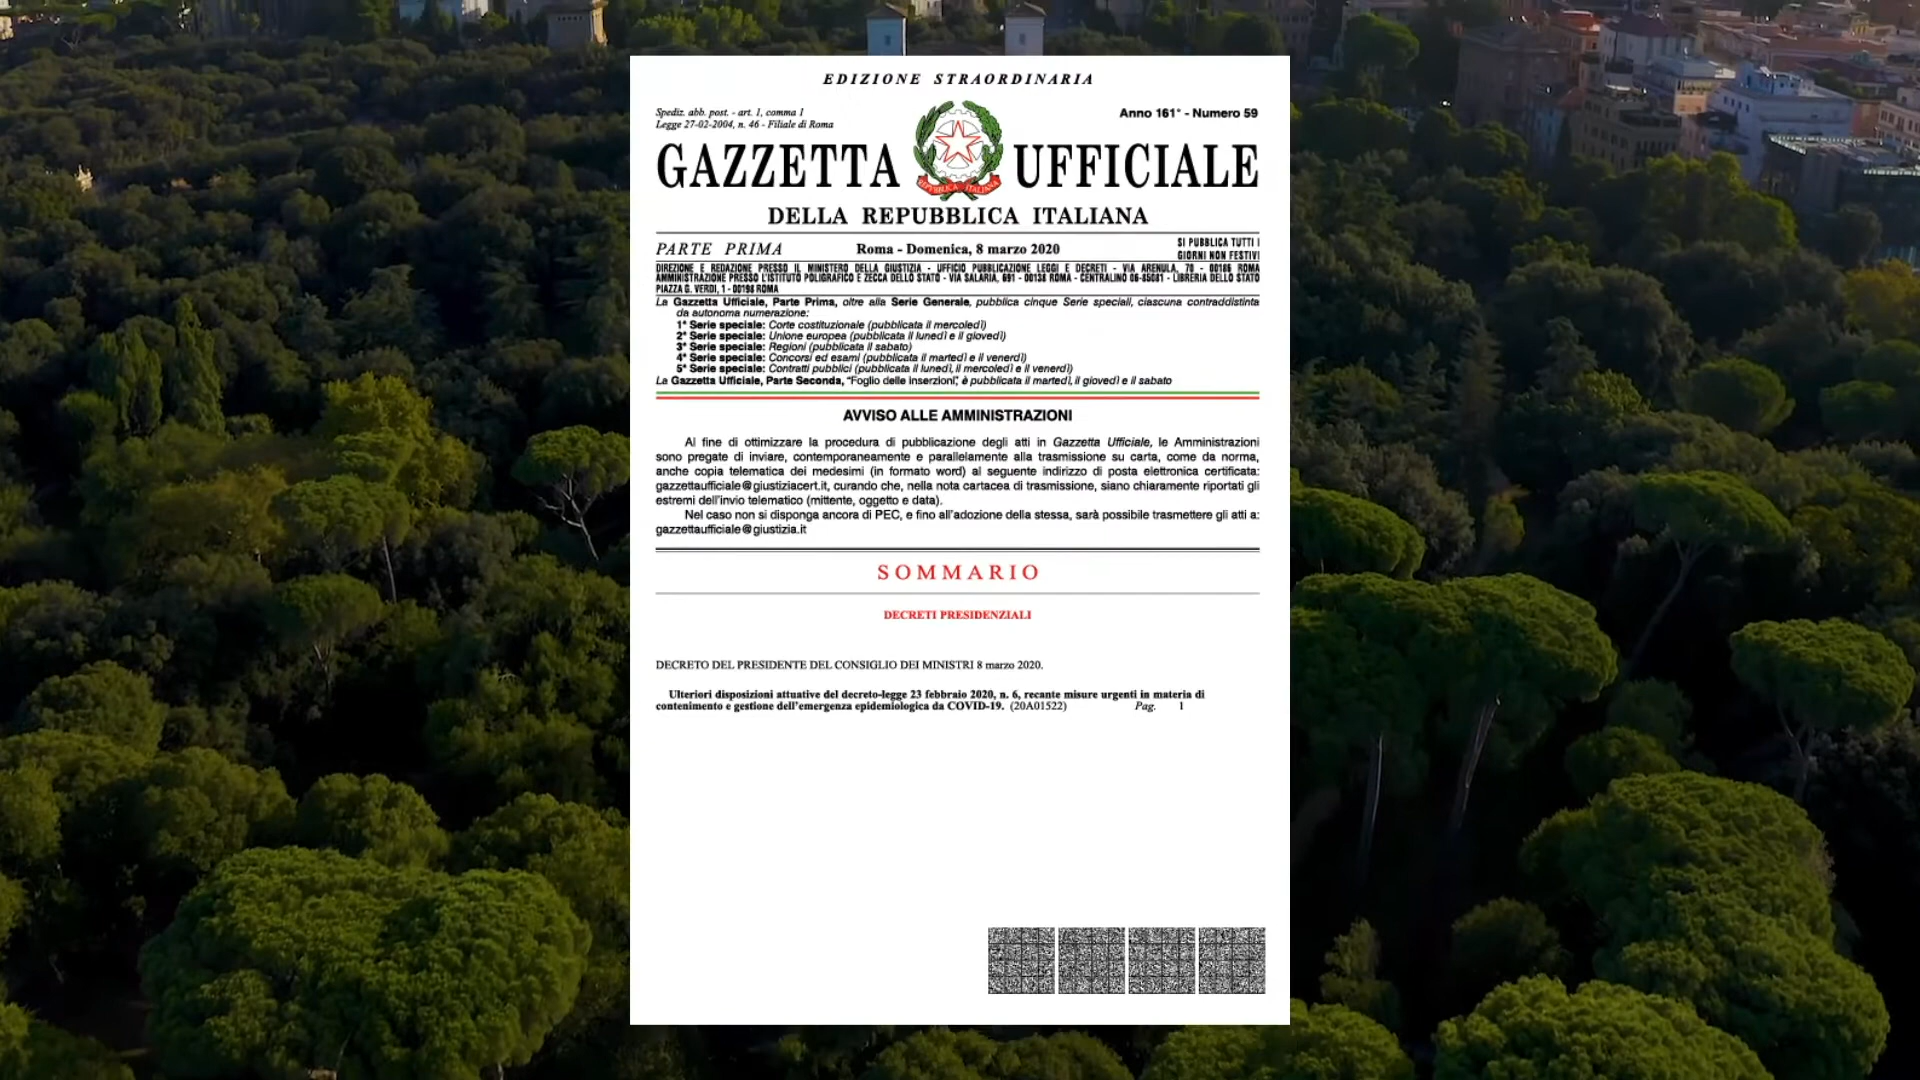 EDIZIONE STRAORDINARIA
Spediz. abb. post. - art. 1, comma 1
Legge 27-02-2004, n. 46 - Filiale di Roma
Anno 161° - Numero 59
GAZZETTA UFFICIALE
REPVBBLICA ITALIANA
DELLA REPUBBLICA ITALIANA
PARTE PRIMA
Roma - Domenica, 8 marzo 2020
SI PUBBLICA TUTTI I
GIORNI NON FESTIVI
DIREZIONE E REDAZIONE PRESSO IL MINISTERO DELLA GIUSTIZIA - UFFICIO PUBBLICAZIONE LEGGI E DECRETI - VIA ARENULA, 70 - 00186 ROMA
AMMINISTRAZIONE PRESSO L'ISTITUTO POLIGRAFICO E ZECCA DELLO STATO - VIA SALARIA, 691 - 00138 ROMA - CENTRALINO 06-85081 - LIBRERIA DELLO STATO
PIAZZA G. VERDI, 1 - 00198 ROMA
La Gazzetta Ufficiale, Parte Prima, oltre alla Serie Generale, pubblica cinque Serie speciali, ciascuna contraddistinta
da autonoma numerazione:
1ª Serie speciale: Corte costituzionale (pubblicata il mercoledì)
2ª Serie speciale: Unione europea (pubblicata il lunedì e il giovedì)
3ª Serie speciale: Regioni (pubblicata il sabato)
4ª Serie speciale: Concorsi ed esami (pubblicata il martedì e il venerdì)
5ª Serie speciale: Contratti pubblici (pubblicata il lunedì, il mercoledì e il venerdì)
La Gazzetta Ufficiale, Parte Seconda, "Foglio delle inserzioni", è pubblicata il martedì, il giovedì e il sabato
AVVISO ALLE AMMINISTRAZIONI
Al fine di ottimizzare la procedura di pubblicazione degli atti in Gazzetta Ufficiale, le Amministrazioni
sono pregate di inviare, contemporaneamente e parallelamente alla trasmissione su carta, come da norma,
anche copia telematica dei medesimi (in formato word) al seguente indirizzo di posta elettronica certificata:
gazzettaufficiale@giustiziacert.it, curando che, nella nota cartacea di trasmissione, siano chiaramente riportati gli
estremi dell'invio telematico (mittente, oggetto e data).
Nel caso non si disponga ancora di PEC, e fino all'adozione della stessa, sarà possibile trasmettere gli atti a:
gazzettaufficiale@giustizia.it
SOMMARIO
DECRETI PRESIDENZIALI
DECRETO DEL PRESIDENTE DEL CONSIGLIO DEI MINISTRI 8 marzo 2020.
Ulteriori disposizioni attuative del decreto-legge 23 febbraio 2020, n. 6, recante misure urgenti in materia di
contenimento e gestione dell'emergenza epidemiologica da COVID-19. (20A01522) Pag. 1